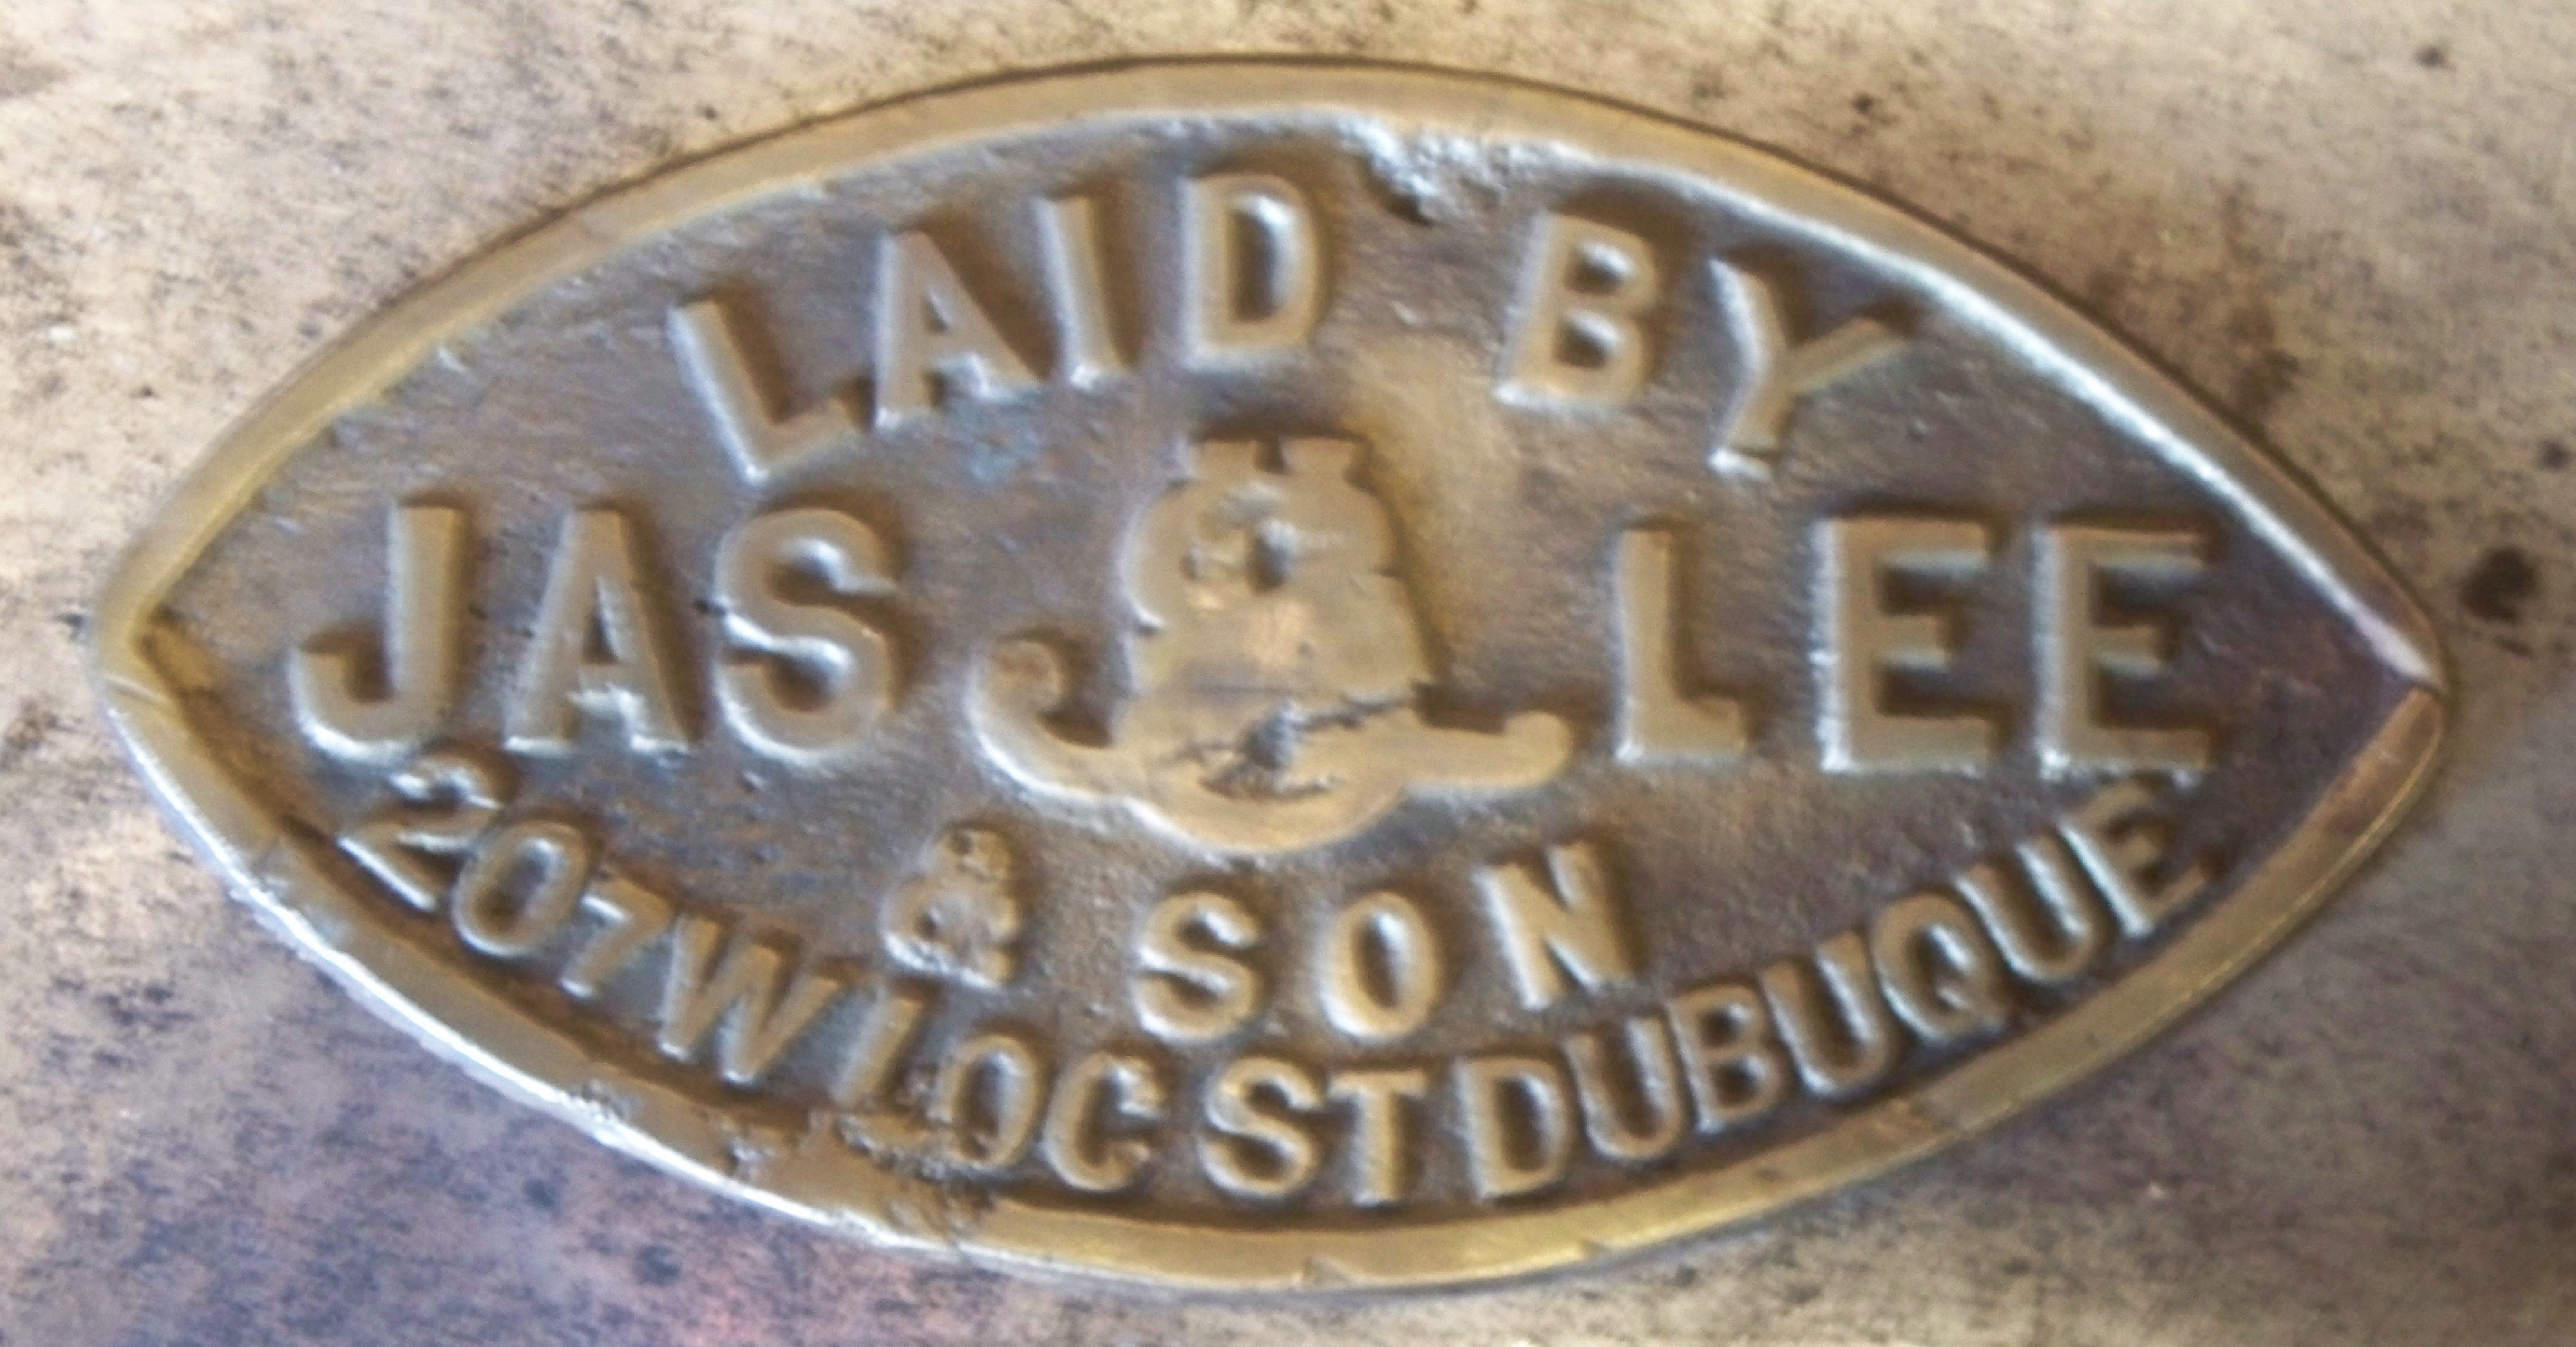 LAID BY
JAS LEE
& SON
207 W LOC ST DUBUQUE